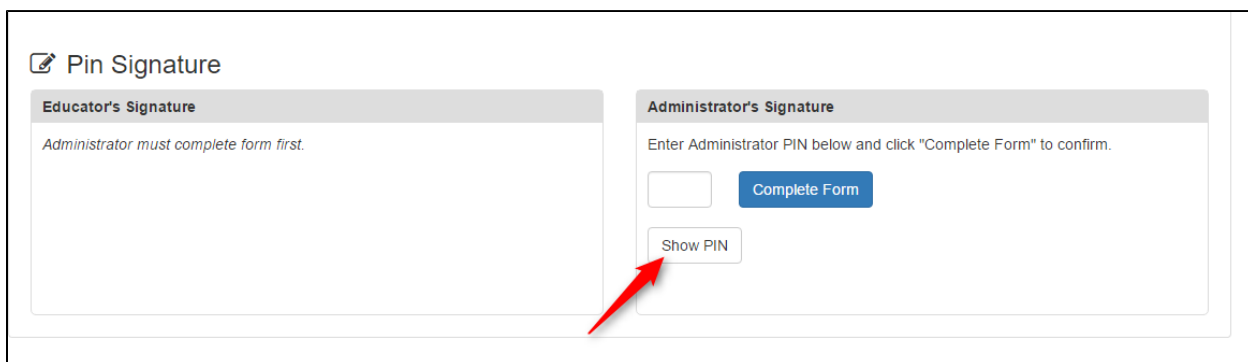 Pin Signature
Educator's Signature
Administrator must complete form first.
Administrator's Signature
Enter Administrator PIN below and click "Complete Form" to confirm.
Complete Form
Show PIN